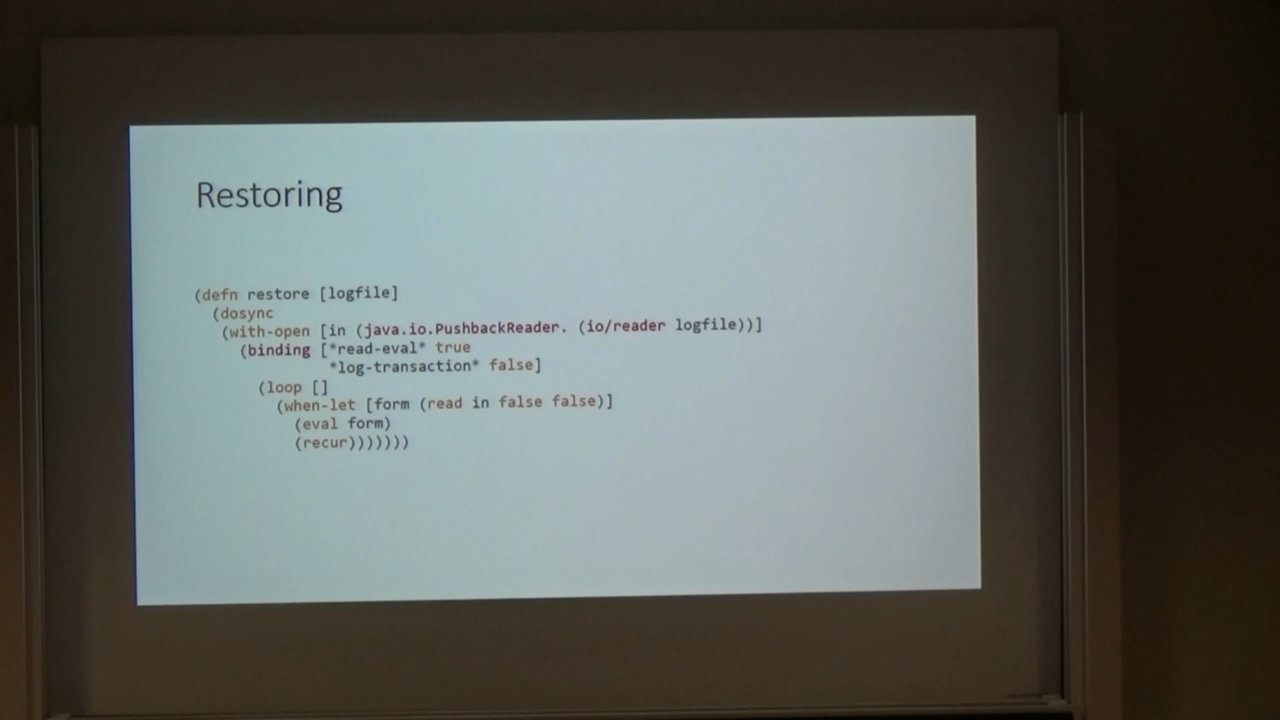 Restoring
(defn restore [logfile]
(dosync
(with-open [in (java.io.PushbackReader. (io/reader logfile))]
(binding [*read-eval* true
*log-transaction* false]
(loop []
(when-let [form (read in false false)]
(eval form)
(recur)))))))